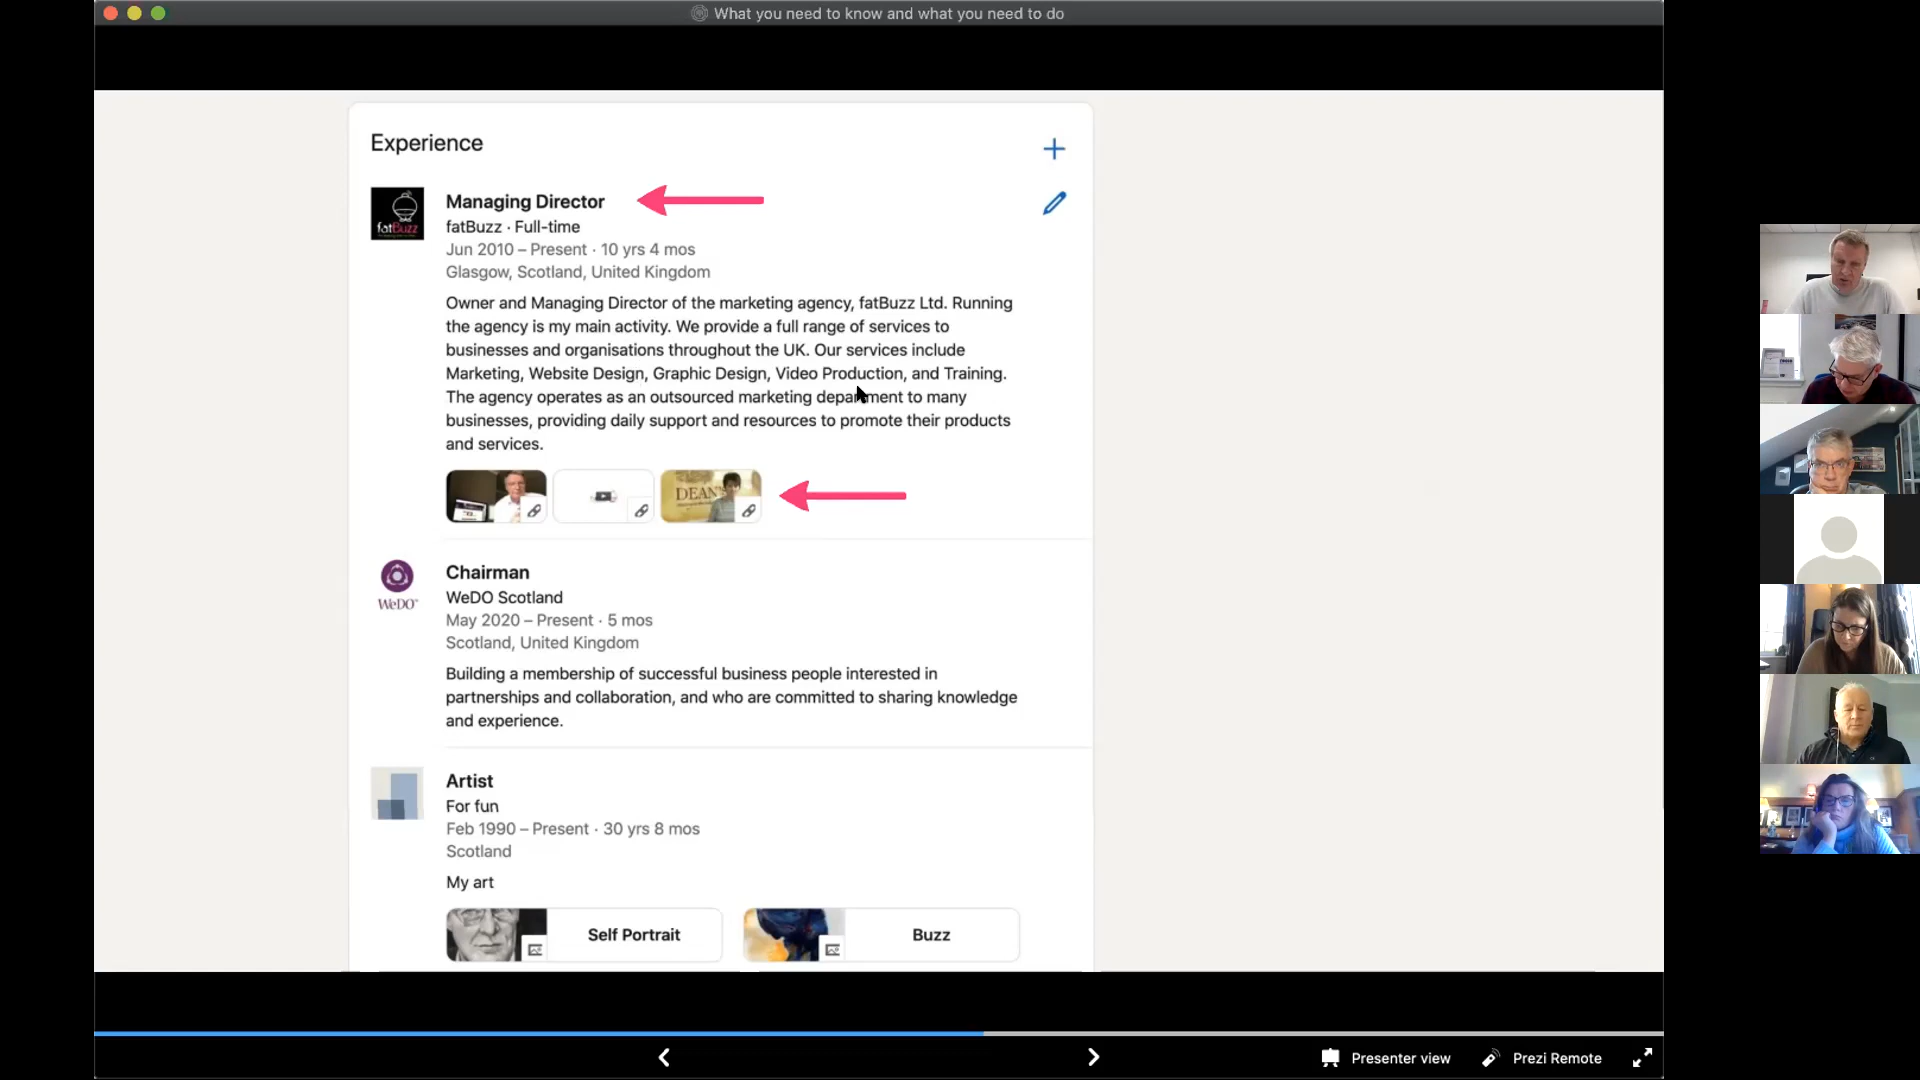 What you need to know and what you need to do
Experience
Managing Director
fatBuzz
fatBuzz · Full-time
Jun 2010 – Present · 10 yrs 4 mos
Glasgow, Scotland, United Kingdom
Owner and Managing Director of the marketing agency, fatBuzz Ltd. Running
the agency is my main activity. We provide a full range of services to
businesses and organisations throughout the UK. Our services include
Marketing, Website Design, Graphic Design, Video Production, and Training.
The agency operates as an outsourced marketing department to many
businesses, providing daily support and resources to promote their products
and services.
DEAN
Chairman
WeDO™
WeDO Scotland
May 2020 – Present · 5 mos
Scotland, United Kingdom
Building a membership of successful business people interested in
partnerships and collaboration, and who are committed to sharing knowledge
and experience.
Artist
For fun
Feb 1990 – Present · 30 yrs 8 mos
Scotland
My art
Self Portrait
Buzz
Presenter view
Prezi Remote